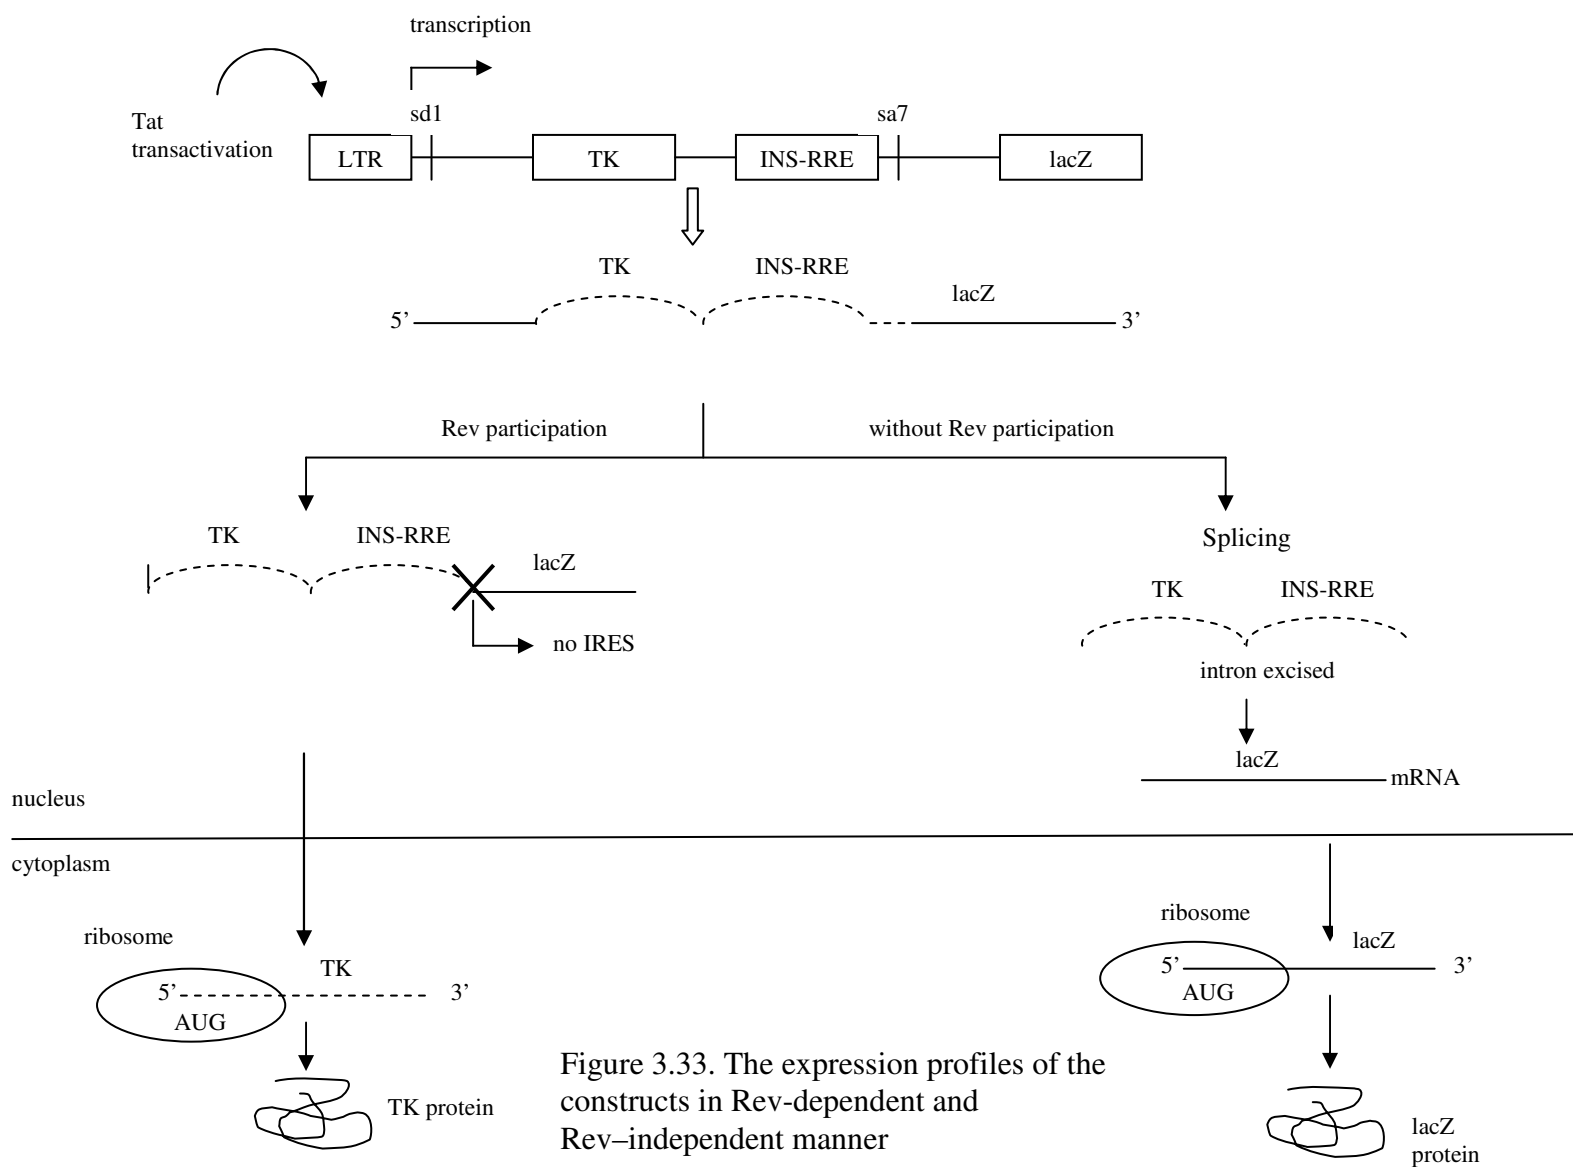 transcription
Tat
transactivation
sd1
sa7
LTR
TK
INS-RRE
lacZ
TK
INS-RRE
lacZ
5’
3’
Rev participation
without Rev participation
TK
INS-RRE
lacZ
no IRES
Splicing
TK
INS-RRE
intron excised
lacZ
mRNA
nucleus
cytoplasm
ribosome
TK
5’
3’
AUG
TK protein
ribosome
lacZ
5’
3’
AUG
lacZ
protein
Figure 3.33. The expression profiles of the
constructs in Rev-dependent and
Rev–independent manner